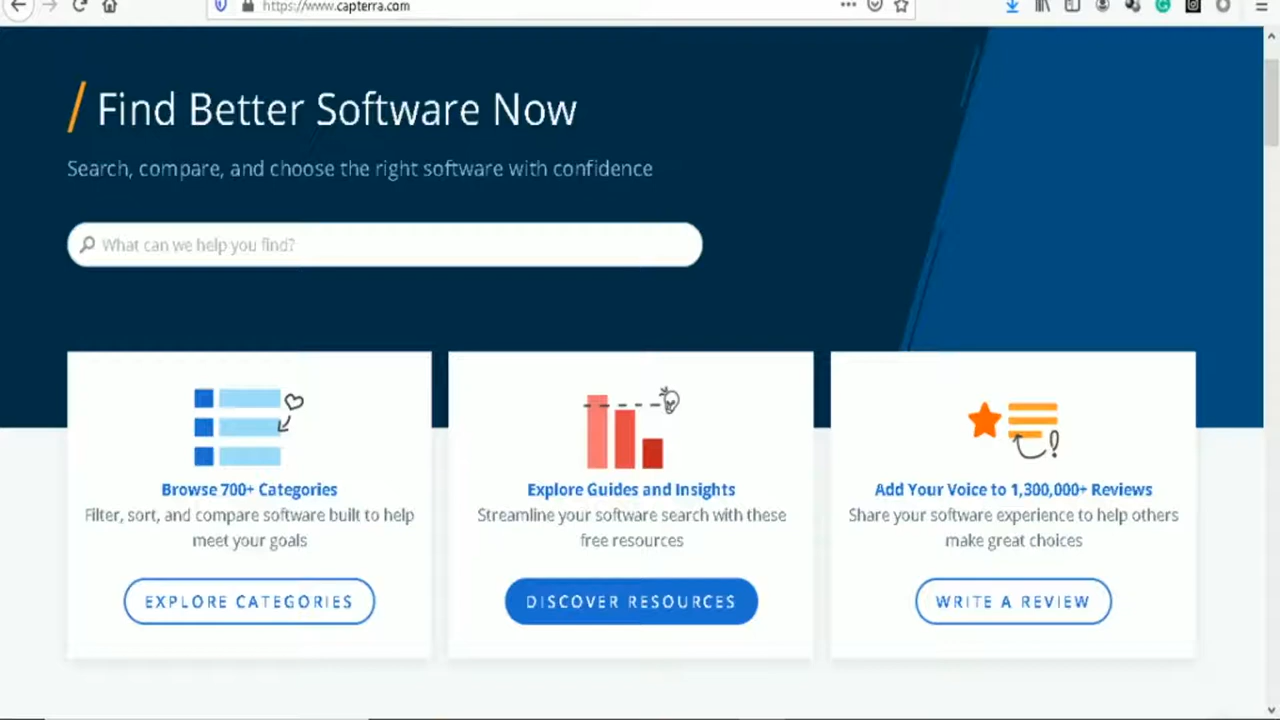 https://www.capterra.com
Find Better Software Now
Search, compare, and choose the right software with confidence
What can we help you find?
Browse 700+ Categories
Filter, sort, and compare software built to help
meet your goals
EXPLORE CATEGORIES
Explore Guides and Insights
Streamline your software search with these
free resources
DISCOVER RESOURCES
Add Your Voice to 1,300,000+ Reviews
Share your software experience to help others
make great choices
WRITE A REVIEW